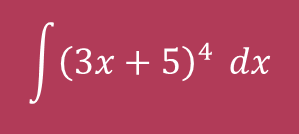 ∫(3x + 5)⁴ dx